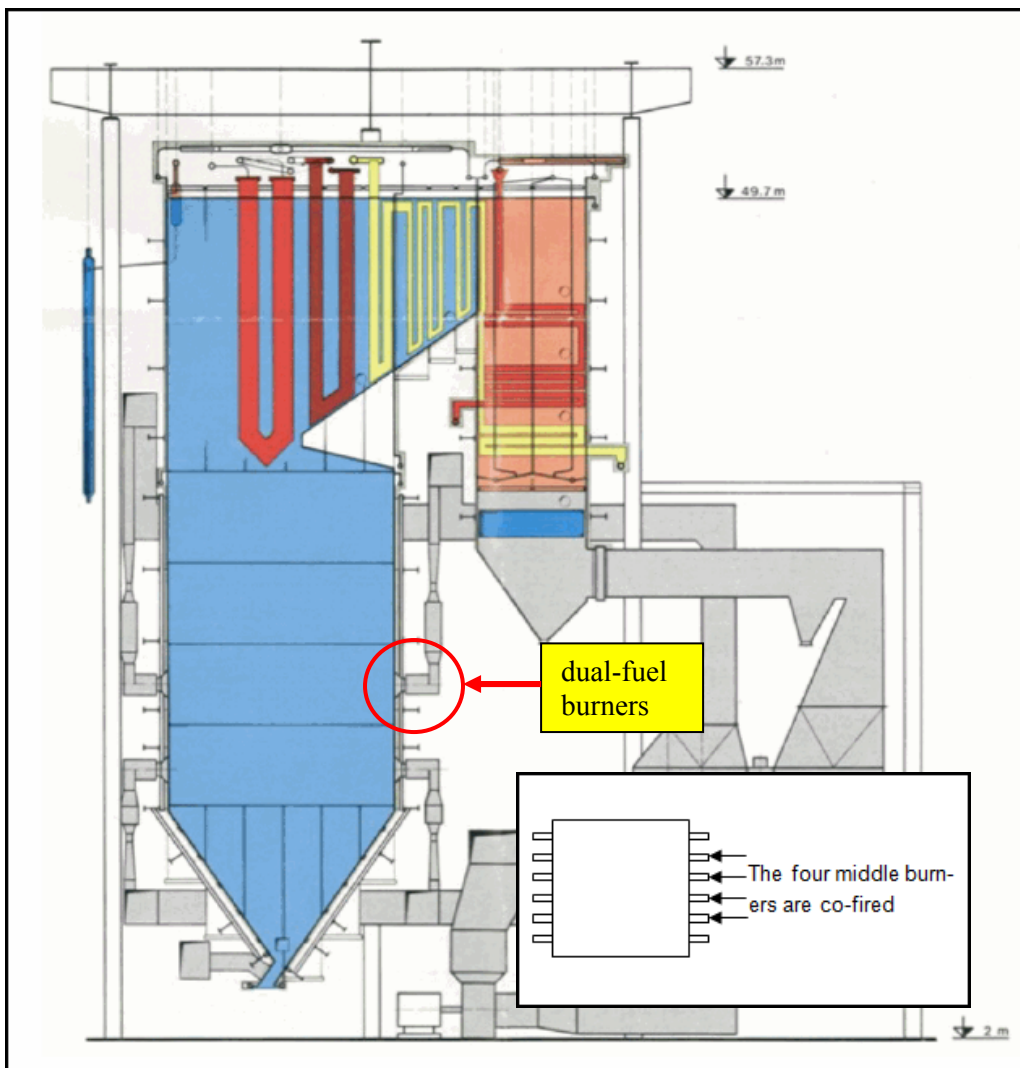 57.3m
49.7m
dual-fuel
burners
The four middle burn-
ers are co-fired
2 m